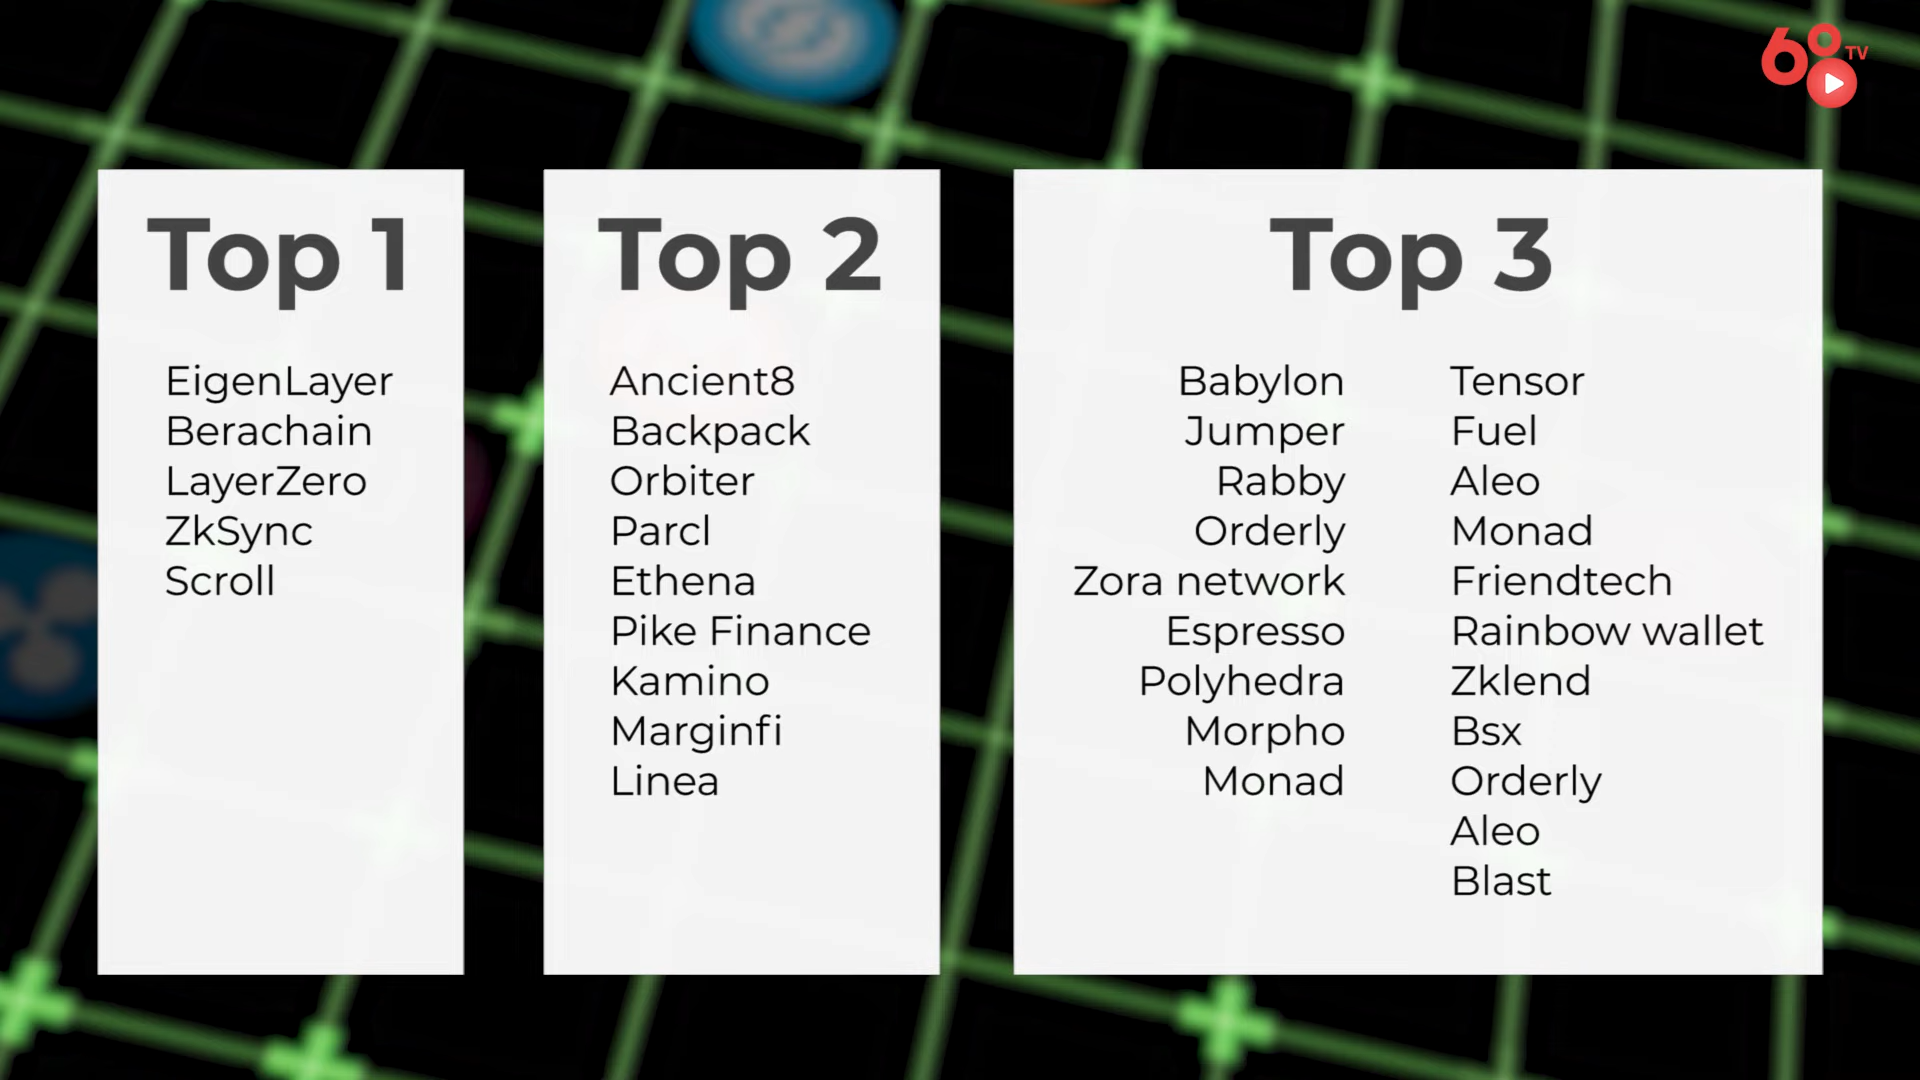 68 TV
Top 1
EigenLayer
Berachain
LayerZero
ZkSync
Scroll
Top 2
Ancient8
Backpack
Orbiter
Parcl
Ethena
Pike Finance
Kamino
Marginfi
Linea
Top 3
Babylon
Jumper
Rabby
Orderly
Zora network
Espresso
Polyhedra
Morpho
Monad
Tensor
Fuel
Aleo
Monad
Friendtech
Rainbow wallet
Zklend
Bsx
Orderly
Aleo
Blast